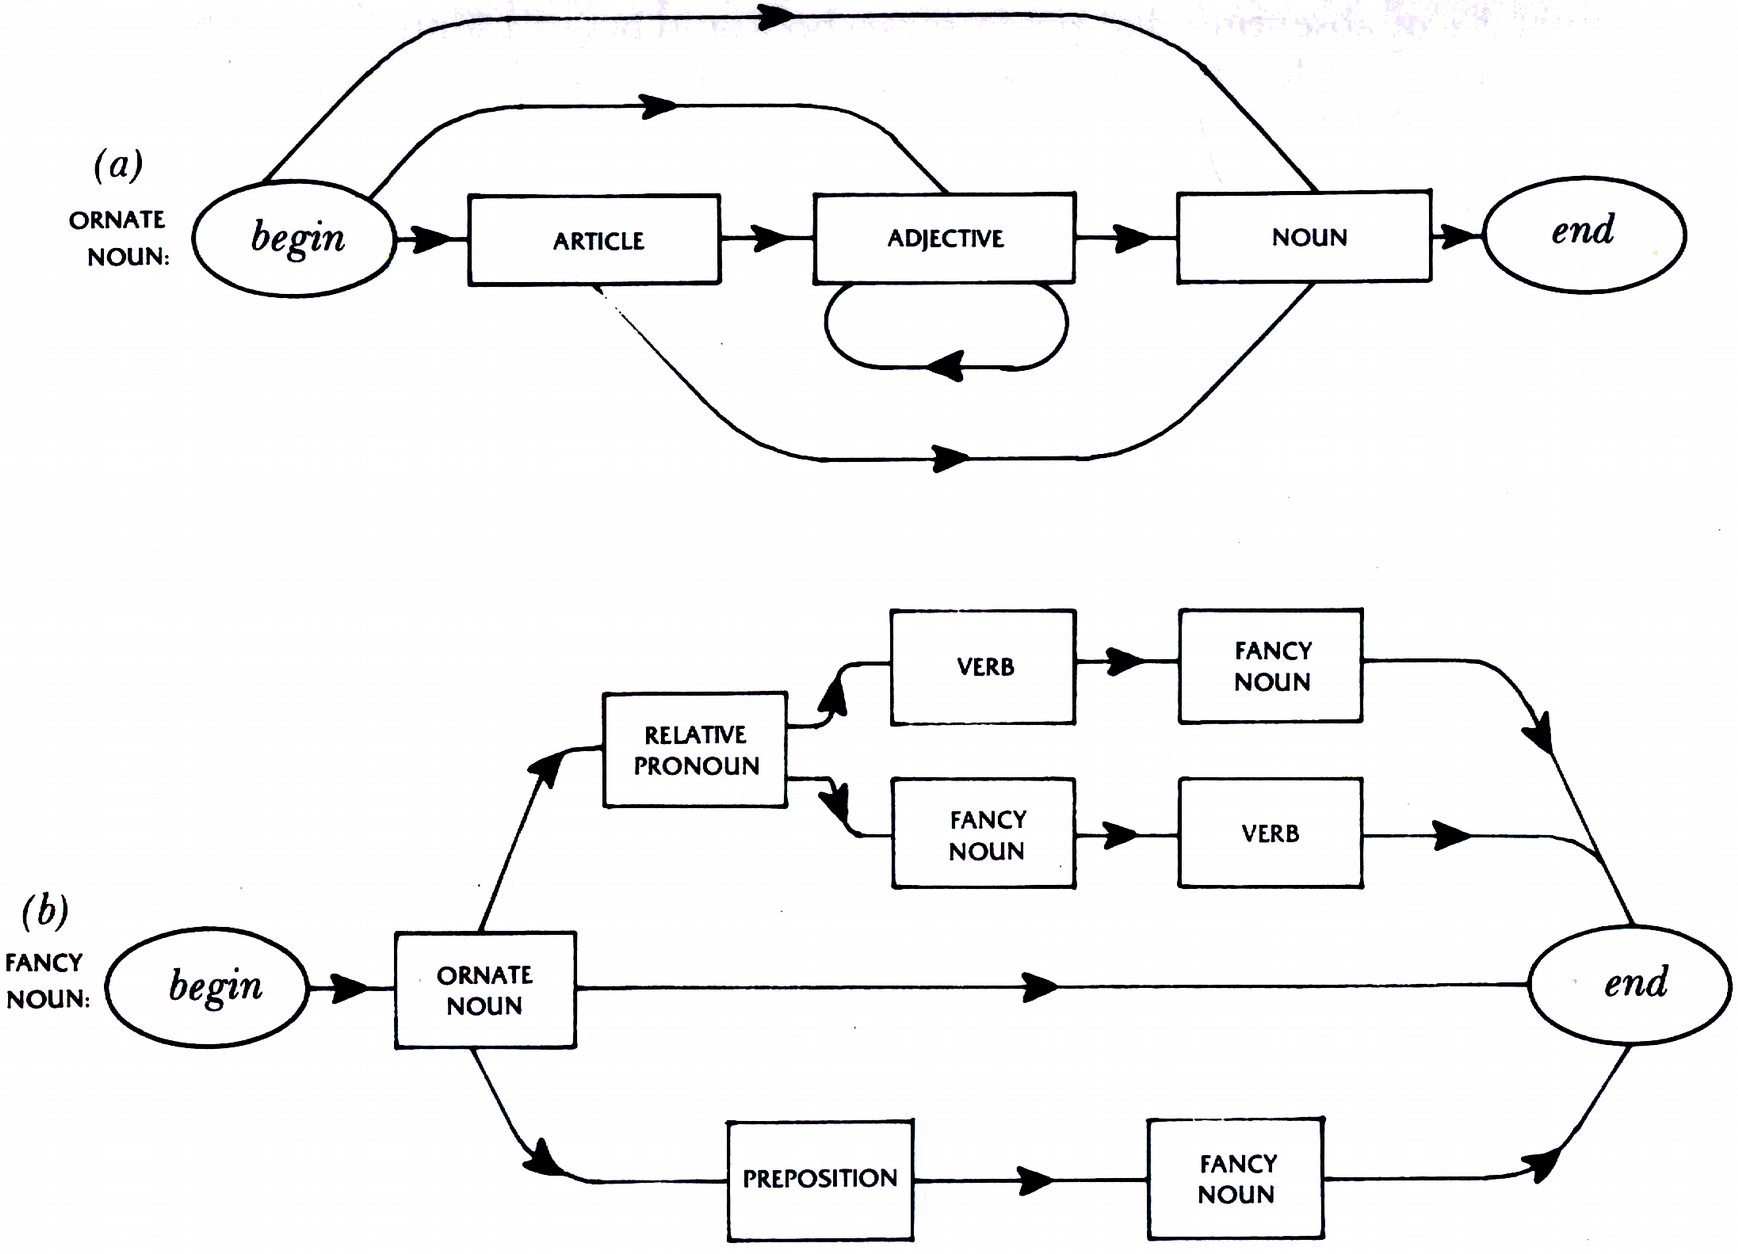 (a)
ORNATE
NOUN:
begin
ARTICLE
ADJECTIVE
NOUN
end
VERB
FANCY
NOUN
RELATIVE
PRONOUN
FANCY
NOUN
VERB
(b)
FANCY
NOUN:
begin
ORNATE
NOUN
end
PREPOSITION
FANCY
NOUN